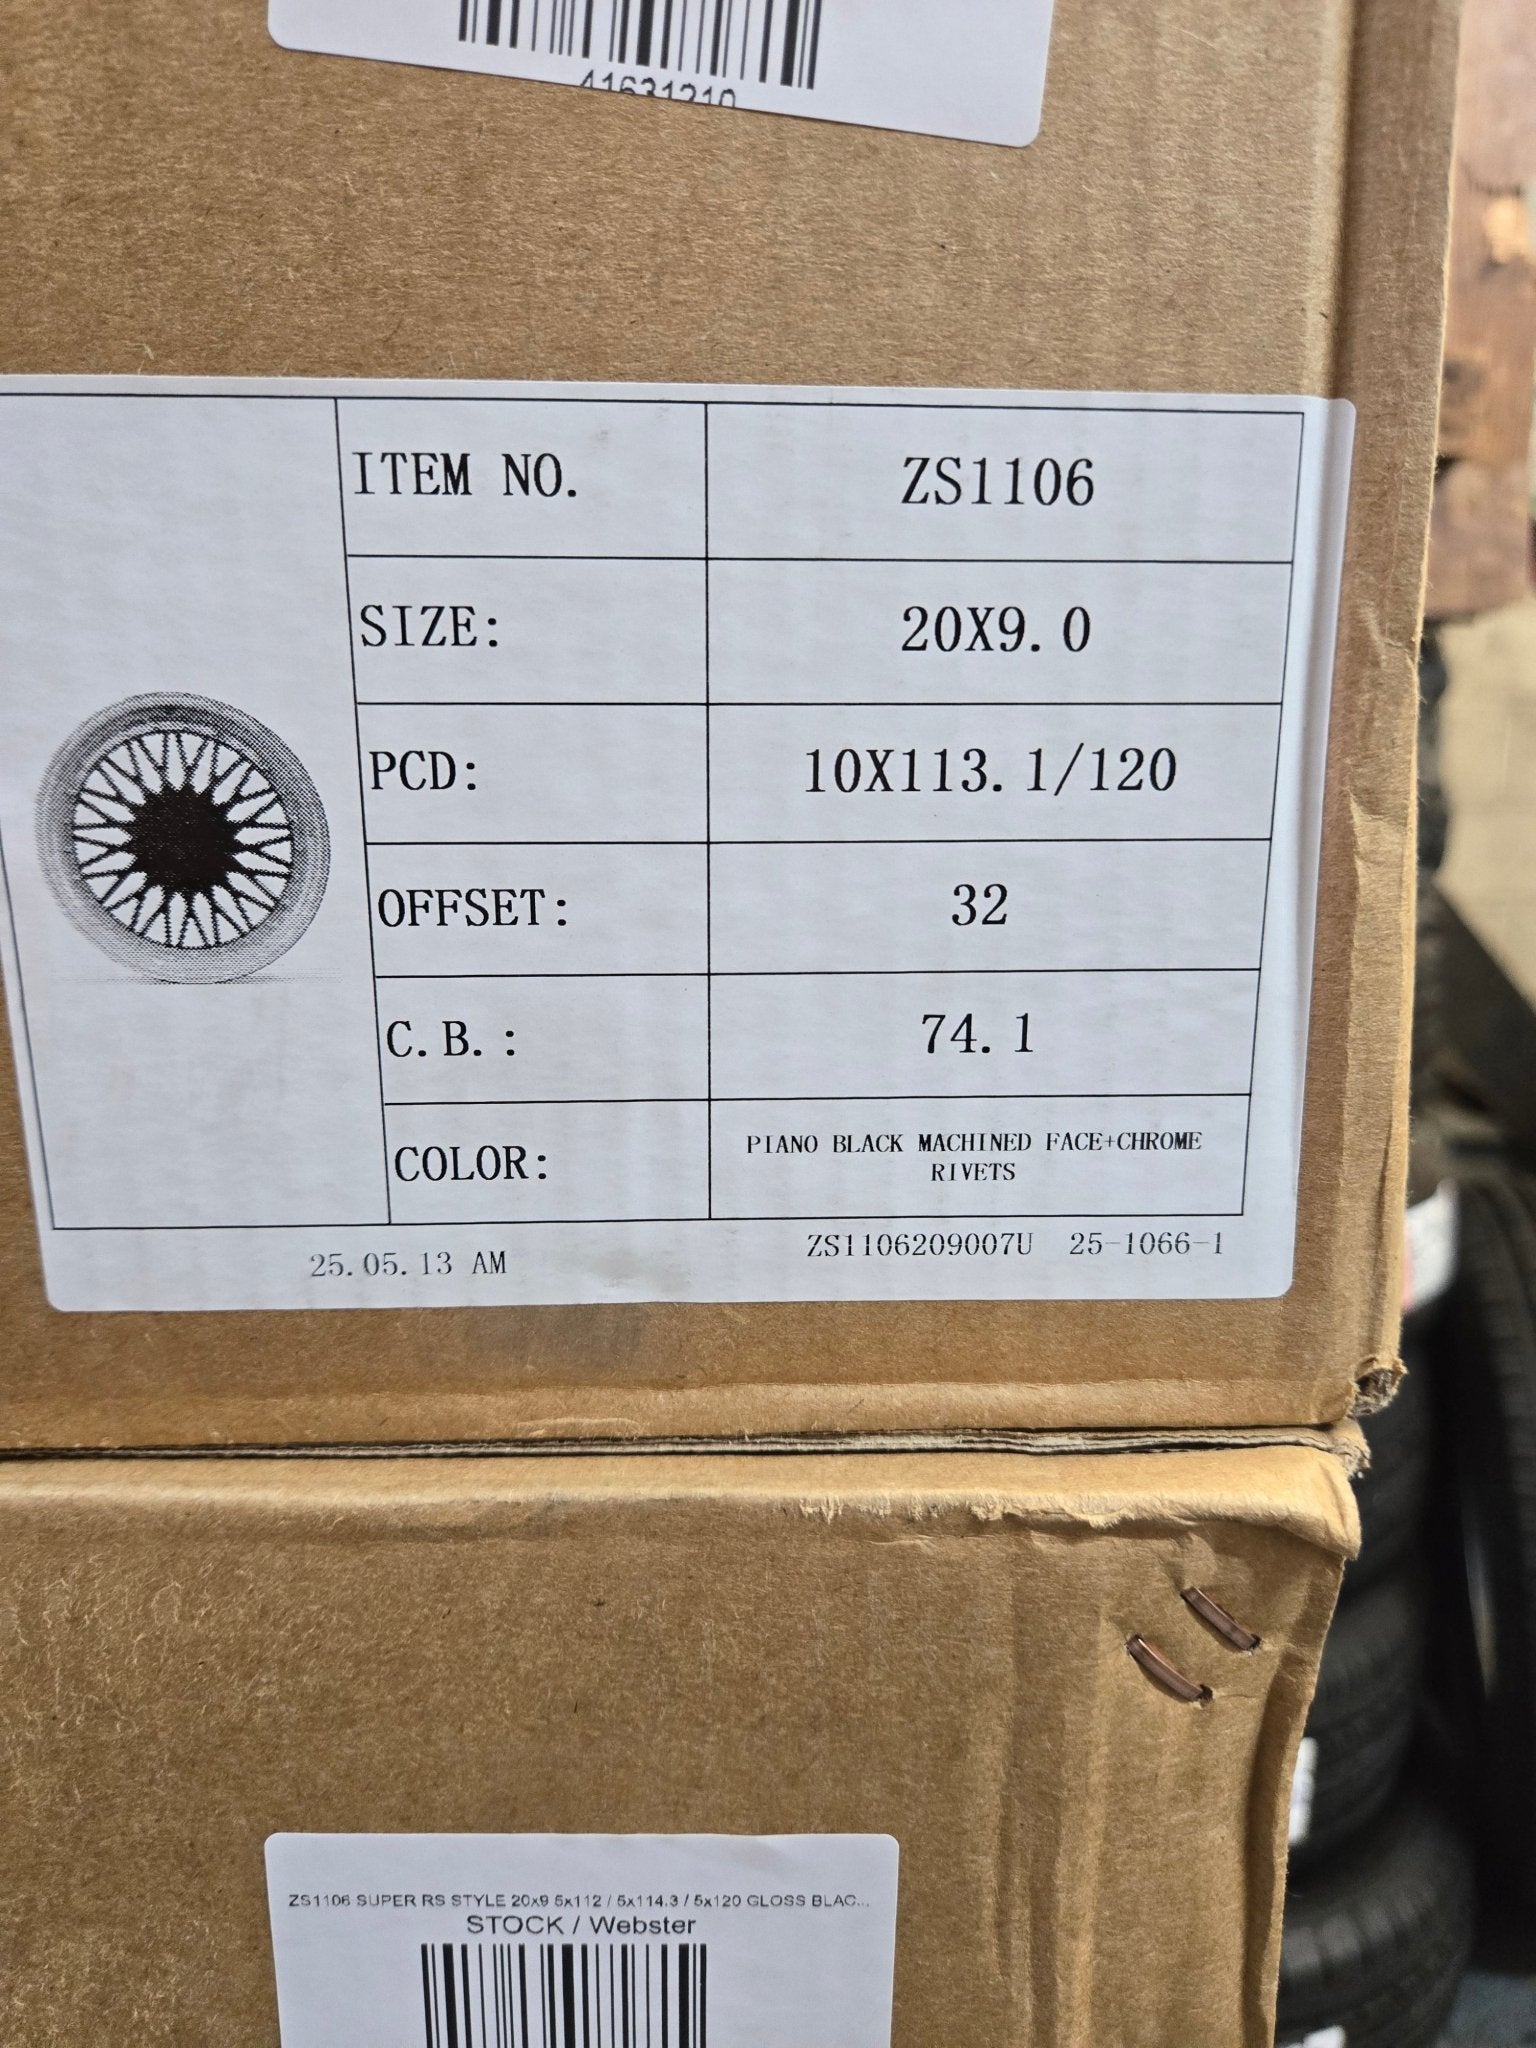 41631210
ITEM NO. ZS1106
SIZE: 20X9.0
PCD: 10X113.1/120
OFFSET: 32
C.B.: 74.1
COLOR: PIANO BLACK MACHINED FACE+CHROME
RIVETS
25.05.13 AM ZS1106209007U 25-1066-1
ZS1106 SUPER RS STYLE 20x9 5x112 / 5x114.3 / 5x120 GLOSS BLAC...
STOCK / Webster